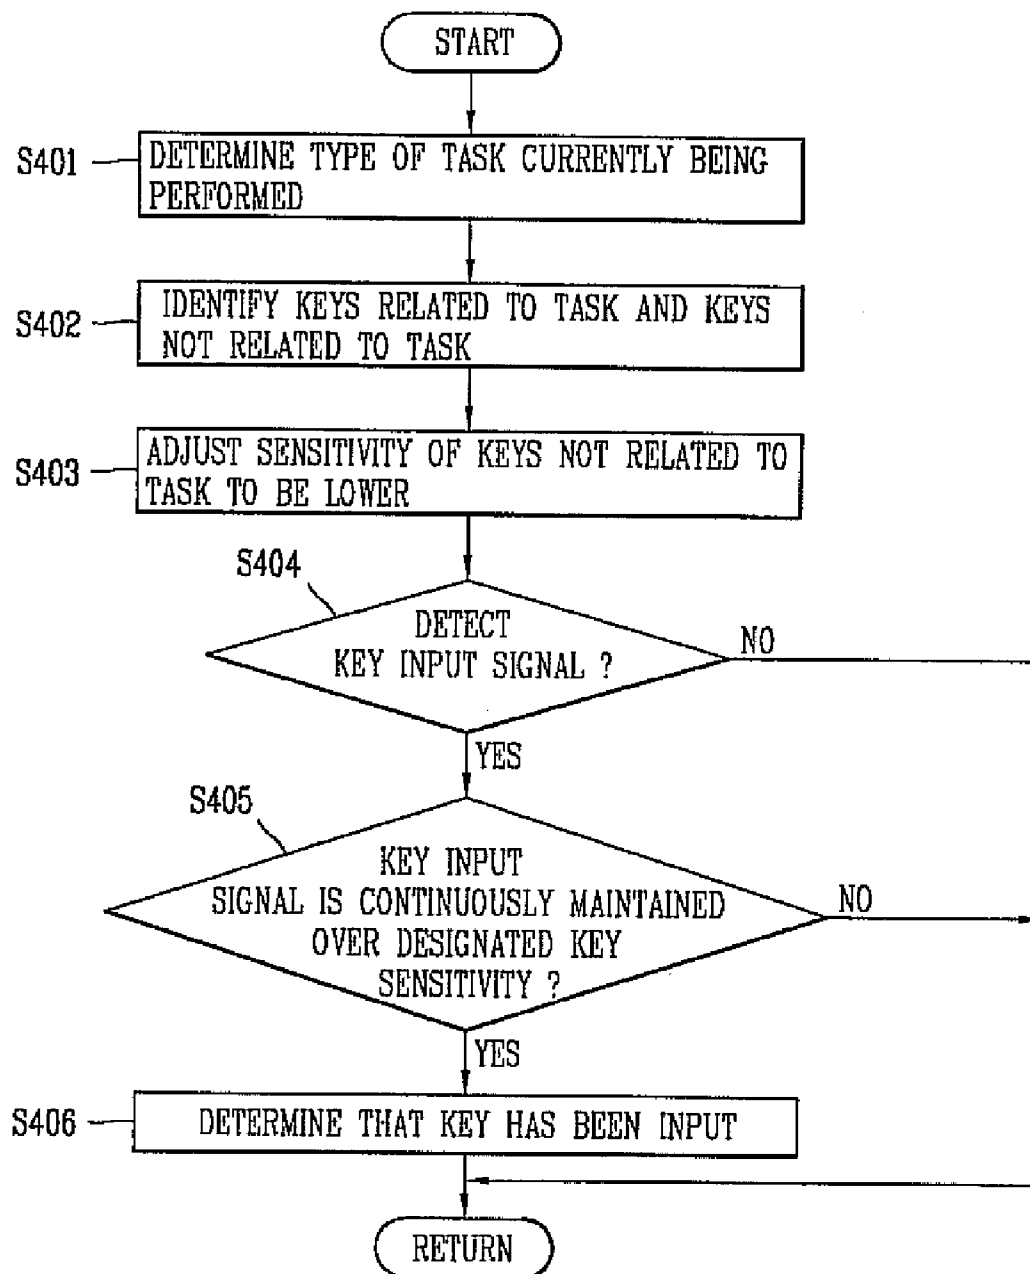 START
S401
DETERMINE TYPE OF TASK CURRENTLY BEING
PERFORMED
S402
IDENTIFY KEYS RELATED TO TASK AND KEYS
NOT RELATED TO TASK
S403
ADJUST SENSITIVITY OF KEYS NOT RELATED TO
TASK TO BE LOWER
S404
DETECT
KEY INPUT SIGNAL ?
NO
YES
S405
KEY INPUT
SIGNAL IS CONTINUOUSLY MAINTAINED
OVER DESIGNATED KEY
SENSITIVITY ?
NO
YES
S406
DETERMINE THAT KEY HAS BEEN INPUT
RETURN